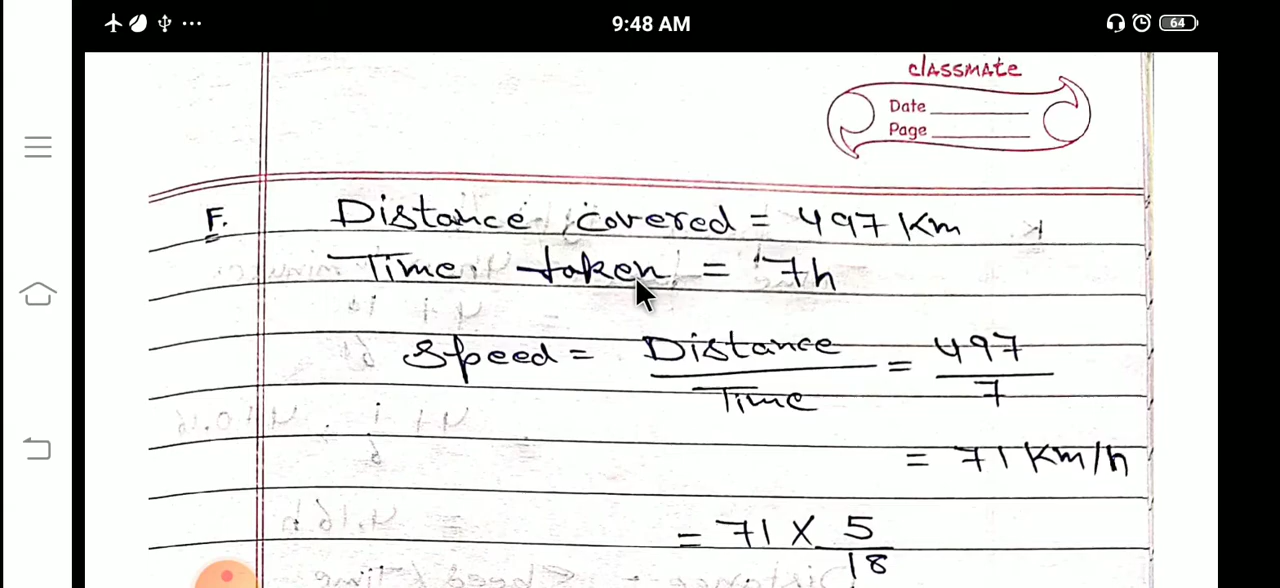 9:48 AM
64
classmate
Date
Page
F. Distance covered = 497 Km
Time taken = 7h
Speed = Distance/Time = 497/7
= 71 Km/h
= 71 × 5/18